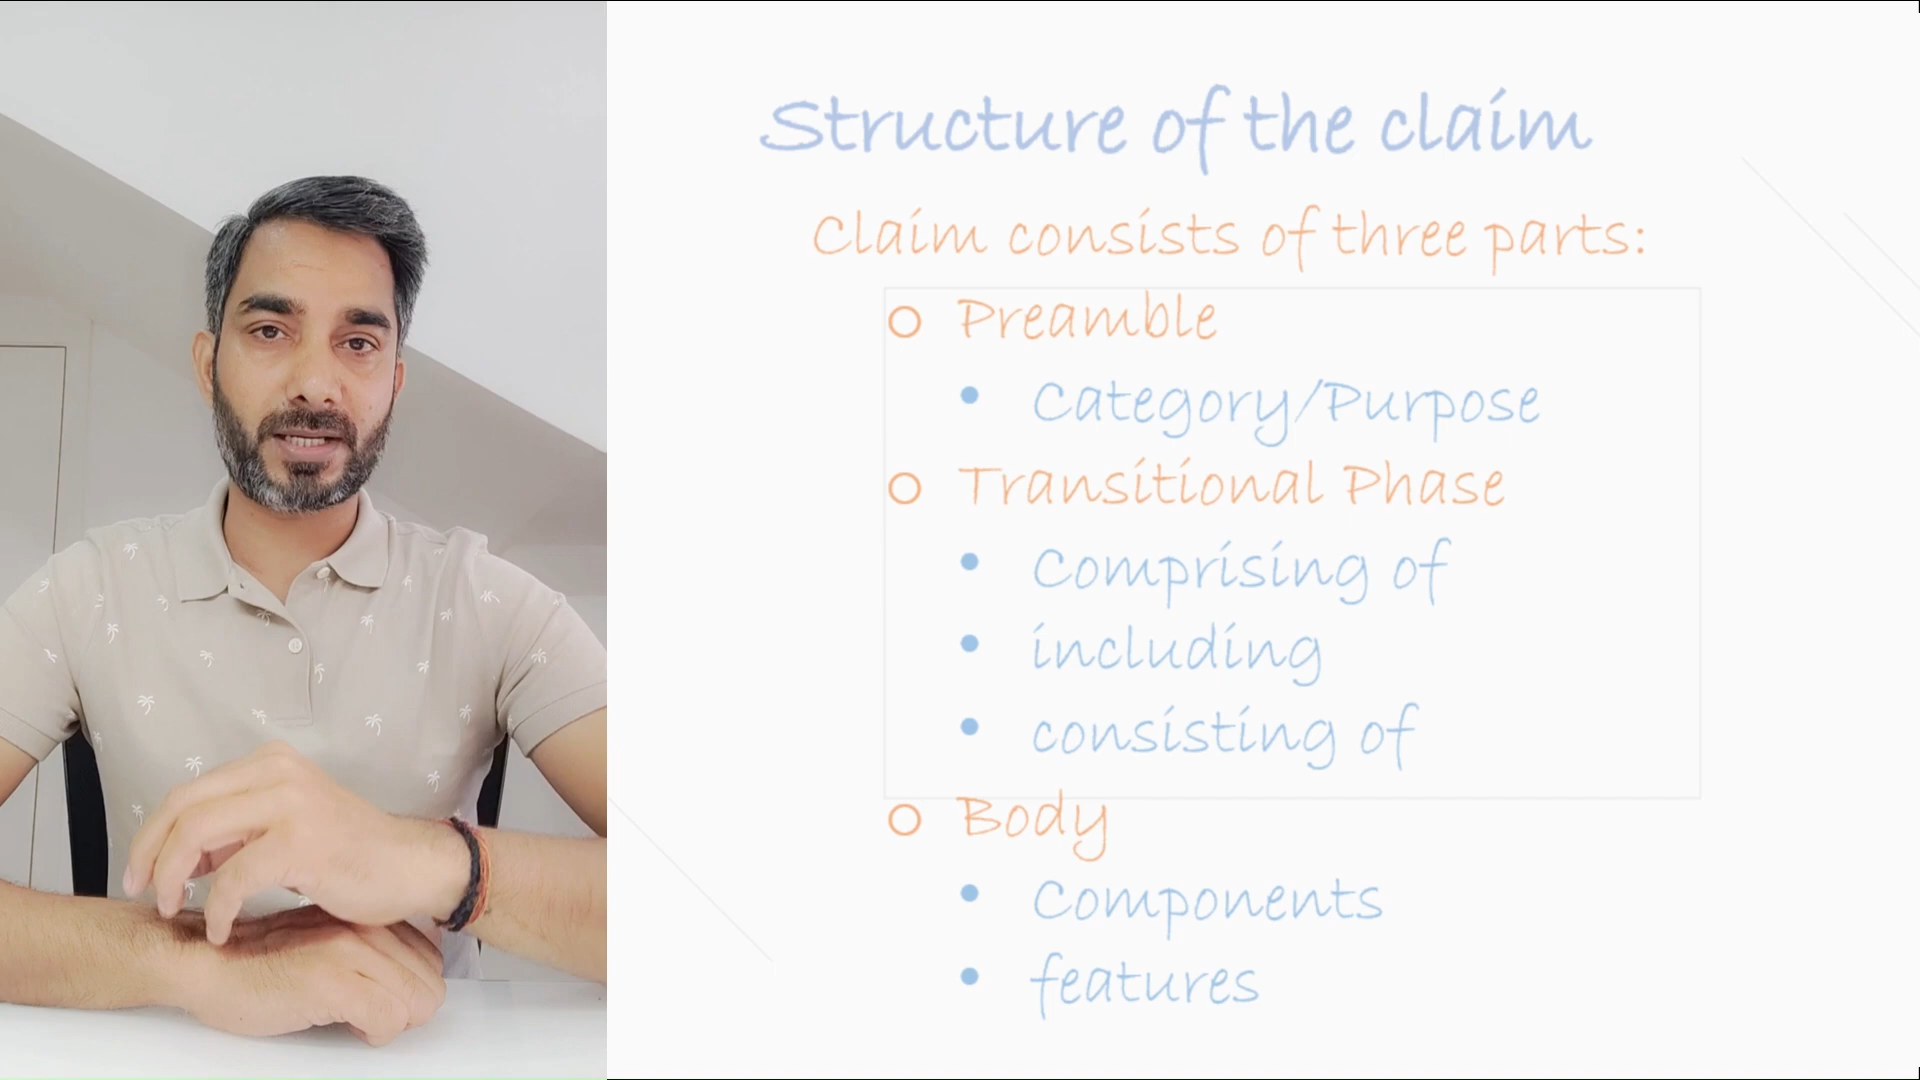 Structure of the claim
Claim consists of three parts:
Preamble
Category/Purpose
Transitional Phase
Comprising of
including
consisting of
Body
Components
features